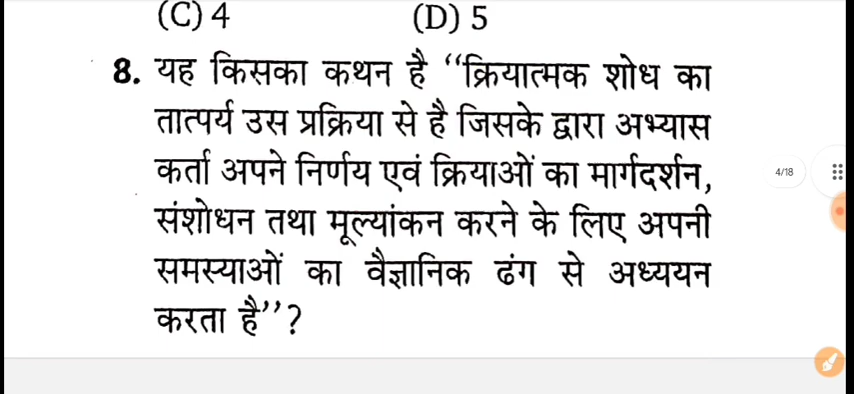 (C) 4 (D) 5
8. यह किसका कथन है ‘‘क्रियात्मक शोध का
तात्पर्य उस प्रक्रिया से है जिसके द्वारा अभ्यास
कर्ता अपने निर्णय एवं क्रियाओं का मार्गदर्शन,
4/18
संशोधन तथा मूल्यांकन करने के लिए अपनी
समस्याओं का वैज्ञानिक ढंग से अध्ययन
करता है’’?